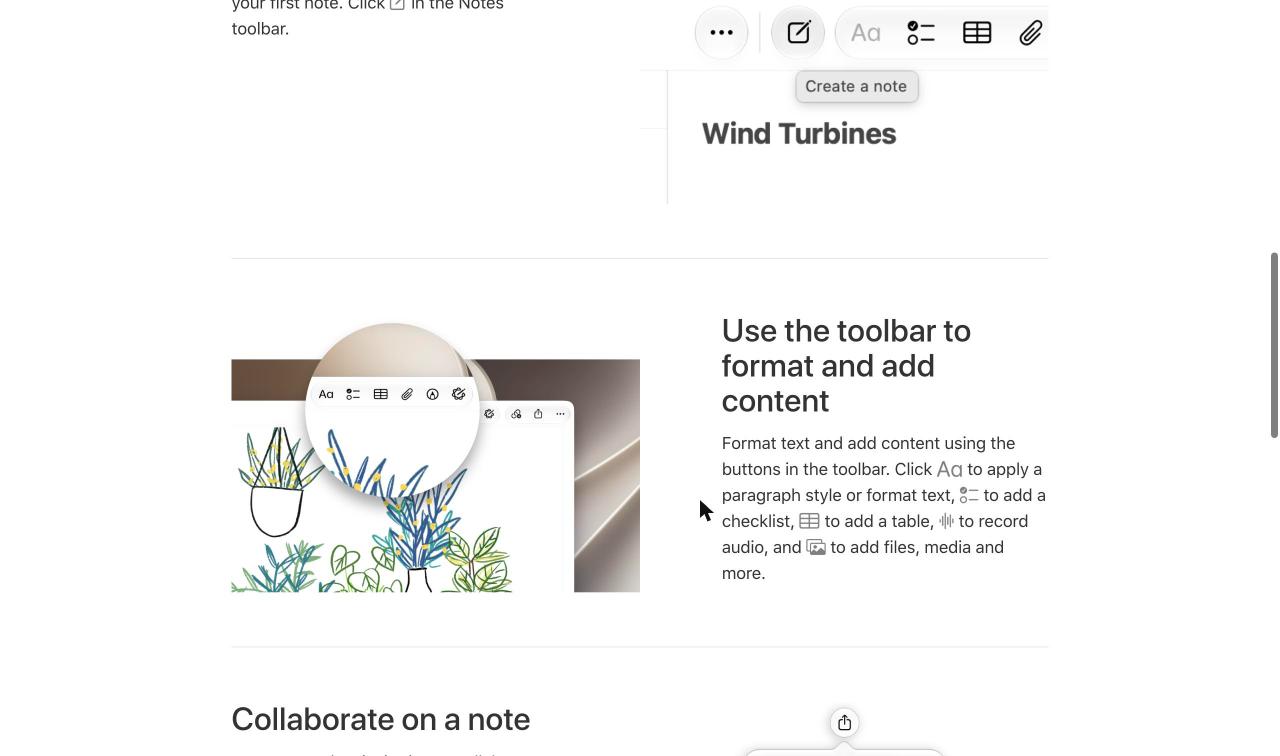 your first note. Click in the Notes
toolbar.
Aa
Create a note
Wind Turbines
Aa
Use the toolbar to
format and add
content
Format text and add content using the
buttons in the toolbar. Click Aa to apply a
paragraph style or format text, to add a
checklist, to add a table, to record
audio, and to add files, media and
more.
Collaborate on a note